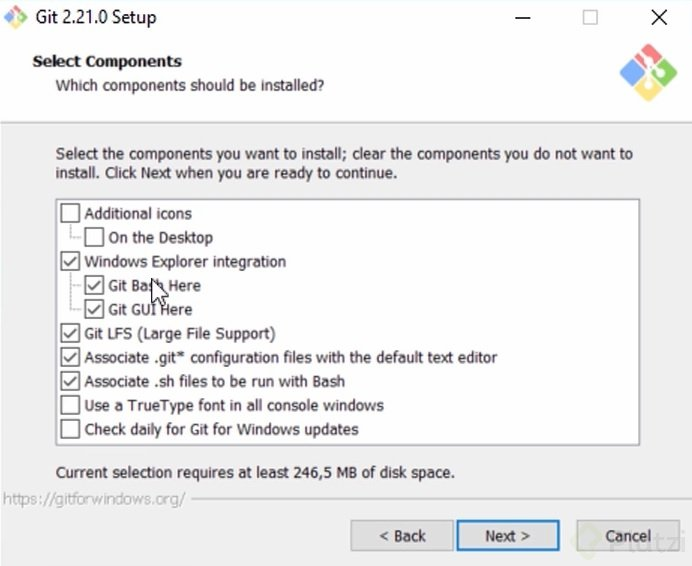 Git 2.21.0 Setup
Select Components
Which components should be installed?
Select the components you want to install; clear the components you do not want to
install. Click Next when you are ready to continue.
Additional icons
On the Desktop
Windows Explorer integration
Git Bash Here
Git GUI Here
Git LFS (Large File Support)
Associate .git* configuration files with the default text editor
Associate .sh files to be run with Bash
Use a TrueType font in all console windows
Check daily for Git for Windows updates
Current selection requires at least 246,5 MB of disk space.
https://gitforwindows.org/
< Back
Next >
Cancel
Platzi